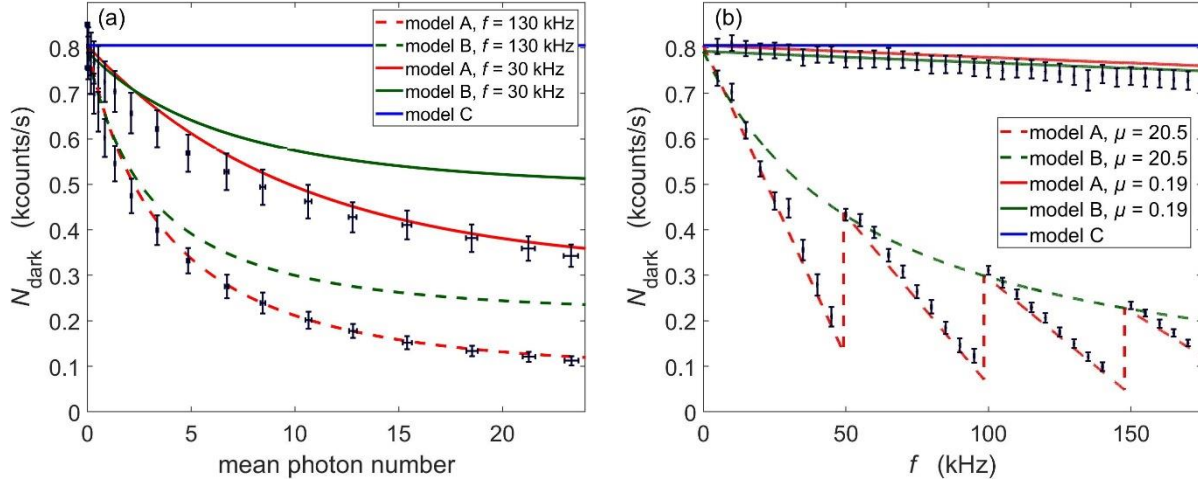 (a)
model A, f = 130 kHz
model B, f = 130 kHz
model A, f = 30 kHz
model B, f = 30 kHz
model C
0.8
0.7
0.6
0.5
0.4
0.3
0.2
0.1
0
N_dark (kcounts/s)
0 5 10 15 20
mean photon number
(b)
model A, μ = 20.5
model B, μ = 20.5
model A, μ = 0.19
model B, μ = 0.19
model C
0.8
0.7
0.6
0.5
0.4
0.3
0.2
0.1
0
N_dark (kcounts/s)
0 50 100 150
f (kHz)